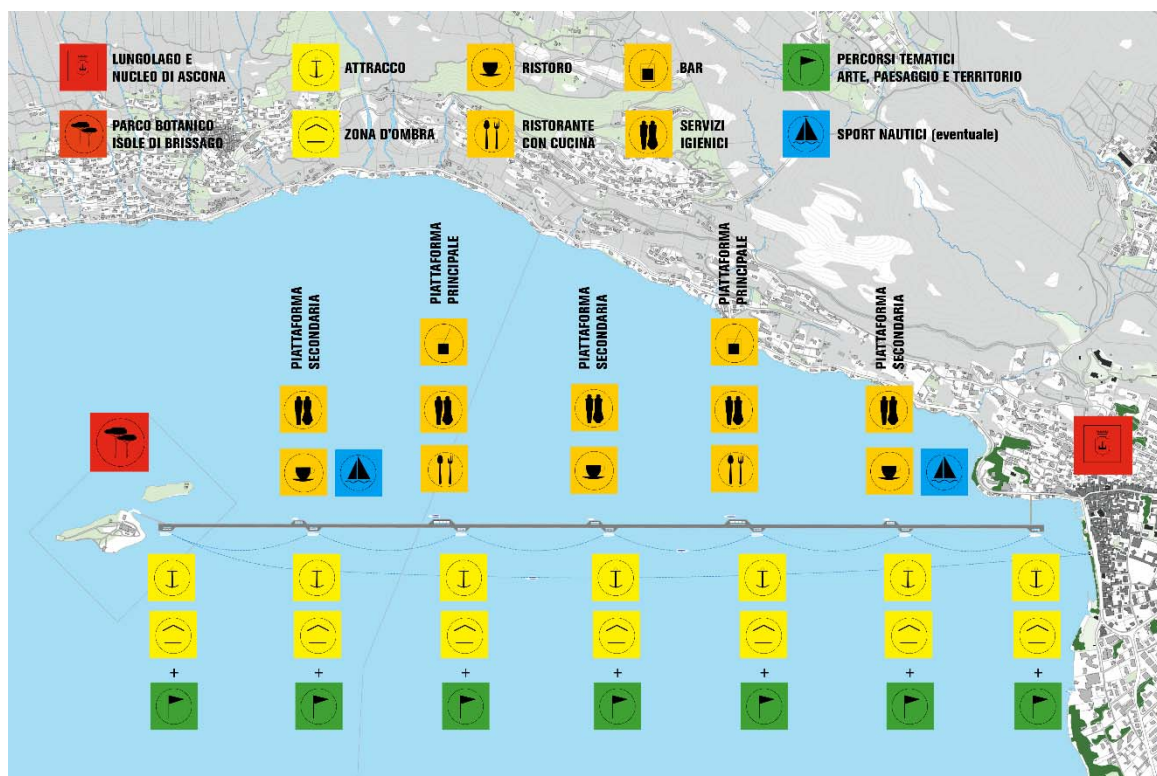 LUNGOLAGO E
NUCLEO DI ASCONA
ATTRACCO
RISTORO
BAR
PERCORSI TEMATICI
ARTE, PAESAGGIO E TERRITORIO
PARCO BOTANICO
ISOLE DI BRISSAGO
ZONA D'OMBRA
RISTORANTE
CON CUCINA
SERVIZI
IGIENICI
SPORT NAUTICI (eventuale)
PIATTAFORMA
SECONDARIA
PIATTAFORMA
PRINCIPALE
PIATTAFORMA
SECONDARIA
PIATTAFORMA
PRINCIPALE
PIATTAFORMA
SECONDARIA
+
+
+
+
+
+
+